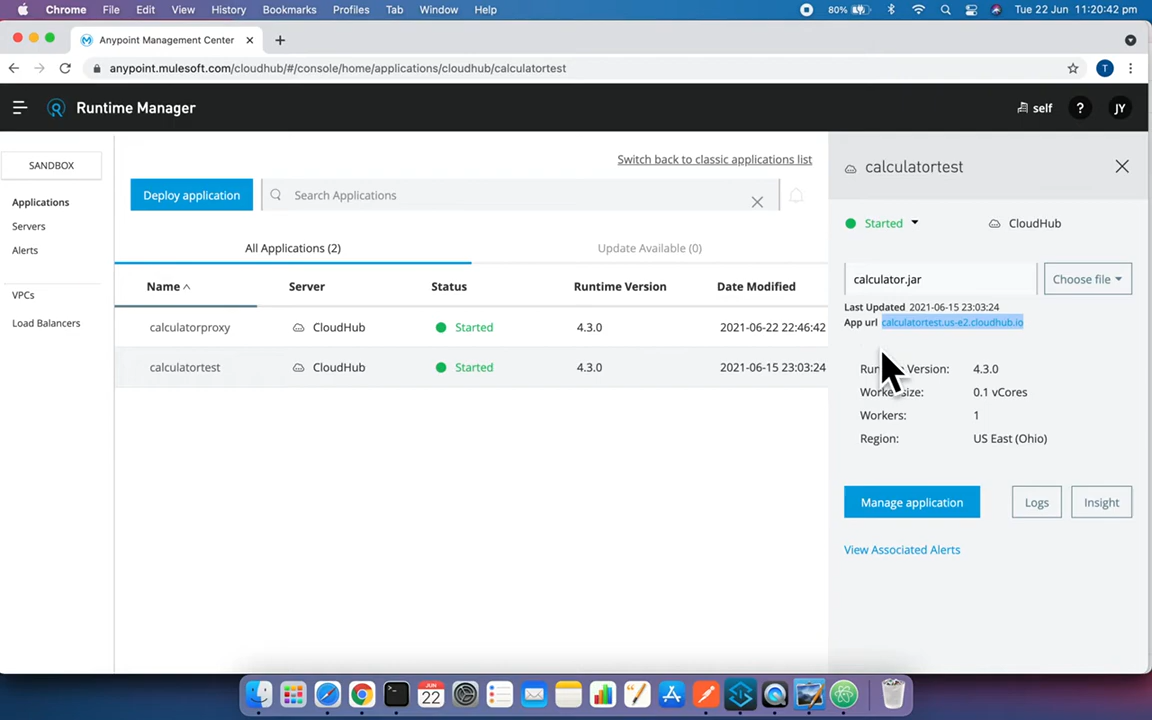 Chrome File Edit View History Bookmarks Profiles Tab Window Help 80% Tue 22 Jun 11:20:42 pm
Anypoint Management Center
anypoint.mulesoft.com/cloudhub/#/console/home/applications/cloudhub/calculatortest T
Runtime Manager self ? JY
SANDBOX
Applications
Servers
Alerts
VPCs
Load Balancers
Switch back to classic applications list
Deploy application Search Applications
All Applications (2) Update Available (0)
Name Server Status Runtime Version Date Modified
calculatorproxy CloudHub Started 4.3.0 2021-06-22 22:46:42
calculatortest CloudHub Started 4.3.0 2021-06-15 23:03:24
calculatortest
Started CloudHub
calculator.jar Choose file
Last Updated 2021-06-15 23:03:24
App url calculatortest.us-e2.cloudhub.io
Version: 4.3.0
Worker size: 0.1 vCores
Workers: 1
Region: US East (Ohio)
Manage application Logs Insight
View Associated Alerts
JUN
22